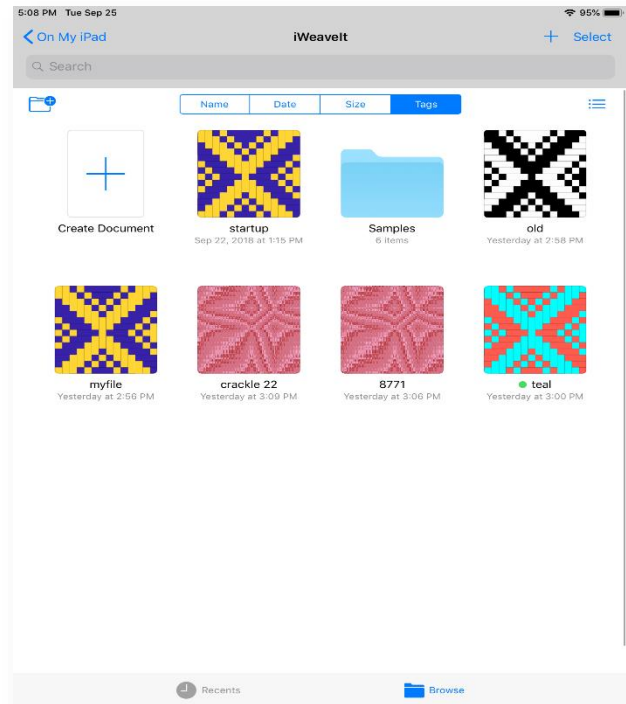 5:08 PM Tue Sep 25 95%
On My iPad iWeaveIt Select
Search
Name Date Size Tags
Create Document startup Samples old
Sep 22, 2018 at 1:15 PM 6 items Yesterday at 2:58 PM
myfile crackle 22 8771 teal
Yesterday at 2:56 PM Yesterday at 3:09 PM Yesterday at 3:06 PM Yesterday at 3:00 PM
Recents Browse